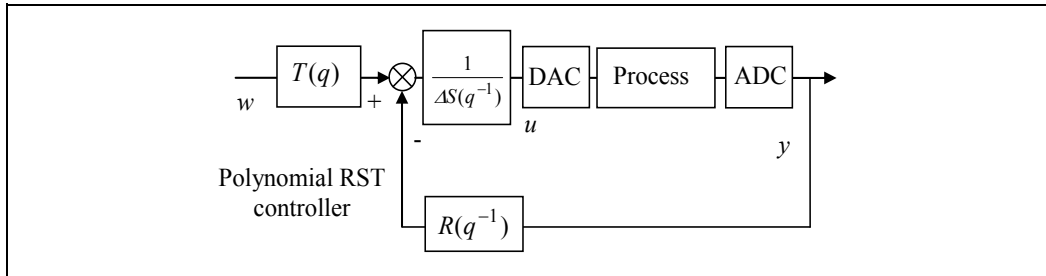 T(q)
1
ΔS(q⁻¹)
DAC
Process
ADC
w
+
u
-
y
Polynomial RST
controller
R(q⁻¹)